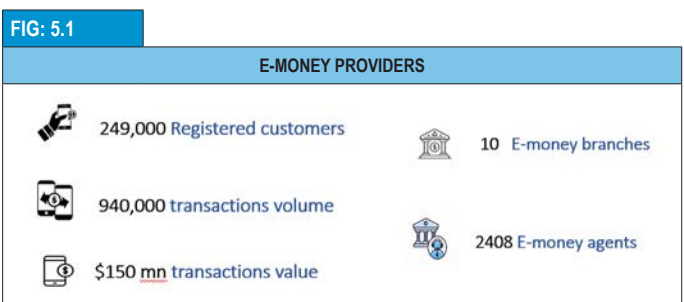 FIG: 5.1
E-MONEY PROVIDERS
249,000 Registered customers
940,000 transactions volume
$150 mn transactions value
10 E-money branches
2408 E-money agents